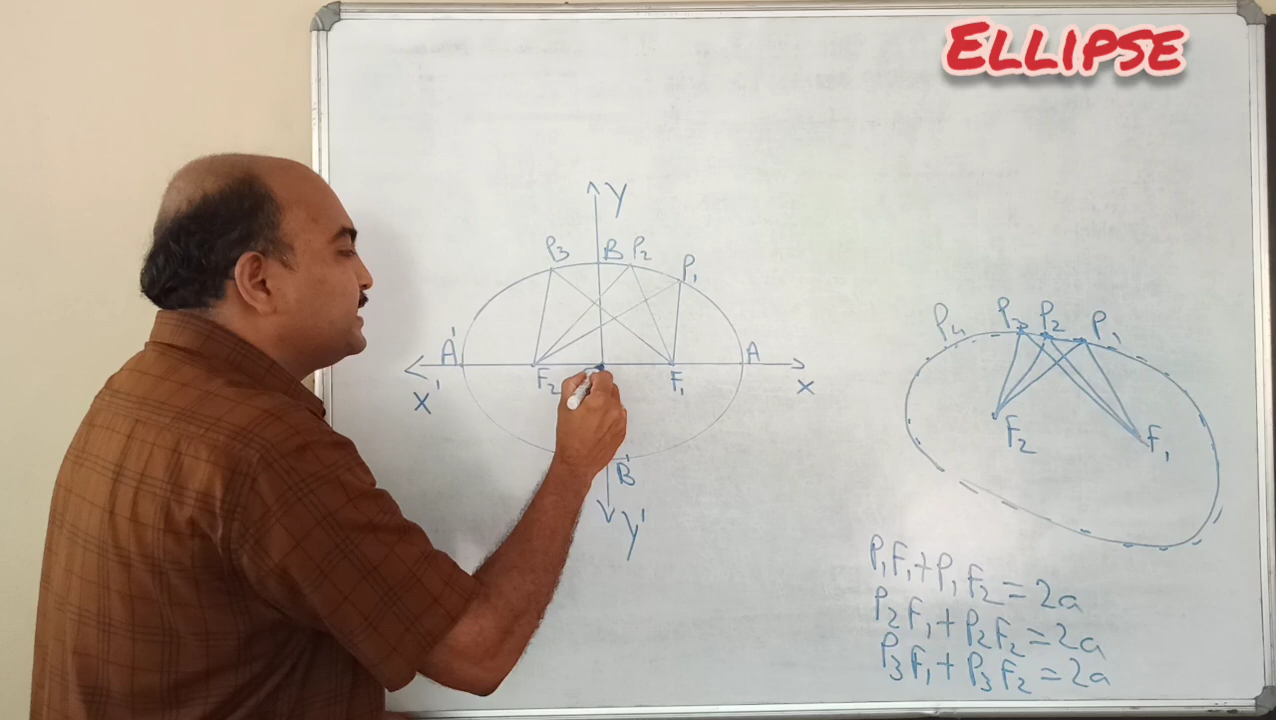 ELLIPSE
Y
P3 B P2 P1
A' A
F2 F1
X' X
B'
Y'
P4 P3 P2 P1
F2 F1
P1F1+P1F2=2a
P2F1+P2F2=2a
P3F1+P3F2=2a